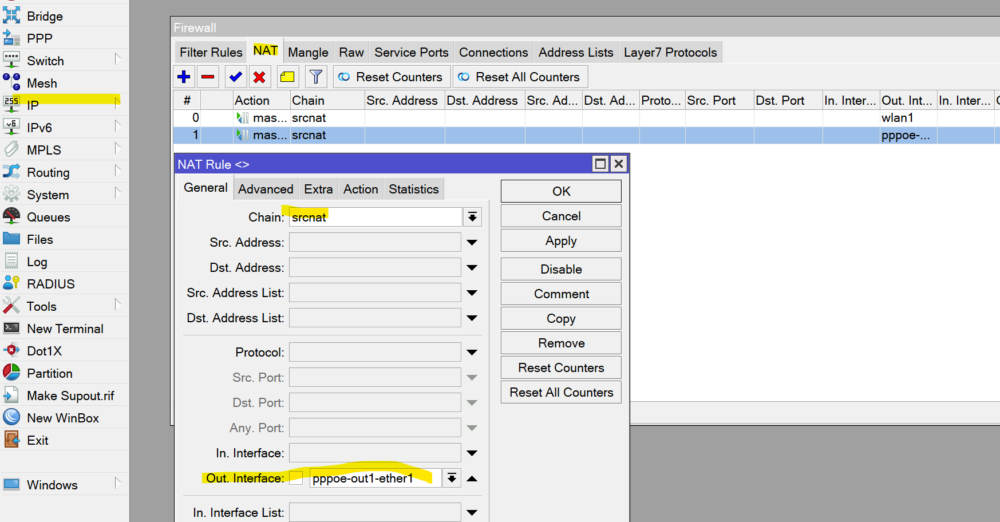 Bridge
PPP
Switch
Mesh
255
IP
v6
IPv6
MPLS
Routing
System
Queues
Files
Log
RADIUS
Tools
New Terminal
Dot1X
Partition
Make Supout.rif
New WinBox
Exit
Windows
Firewall
Filter Rules NAT Mangle Raw Service Ports Connections Address Lists Layer7 Protocols
Reset Counters Reset All Counters
# Action Chain Src. Address Dst. Address Src. Ad... Dst. Ad... Proto... Src. Port Dst. Port In. Inter... Out. Int... In. Inter...
0 mas... srcnat wlan1
1 mas... srcnat pppoe-...
NAT Rule <>
General Advanced Extra Action Statistics
Chain: srcnat
Src. Address:
Dst. Address:
Src. Address List:
Dst. Address List:
Protocol:
Src. Port:
Dst. Port:
Any. Port:
In. Interface:
Out. Interface: pppoe-out1-ether1
In. Interface List:
OK
Cancel
Apply
Disable
Comment
Copy
Remove
Reset Counters
Reset All Counters